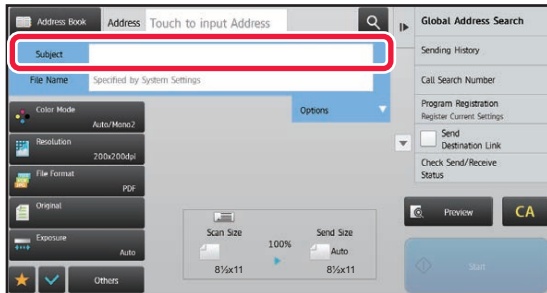 Address Book
Address
Touch to input Address
Subject
File Name
Specified by System Settings
Options
Color Mode
Auto/Mono2
Resolution
200x200dpi
File Format
PDF
Original
Exposure
Auto
Others
Scan Size
8½x11
100%
Send Size
Auto
8½x11
Global Address Search
Sending History
Call Search Number
Program Registration
Register Current Settings
Send
Destination Link
Check Send/Receive
Status
Preview
CA
Start